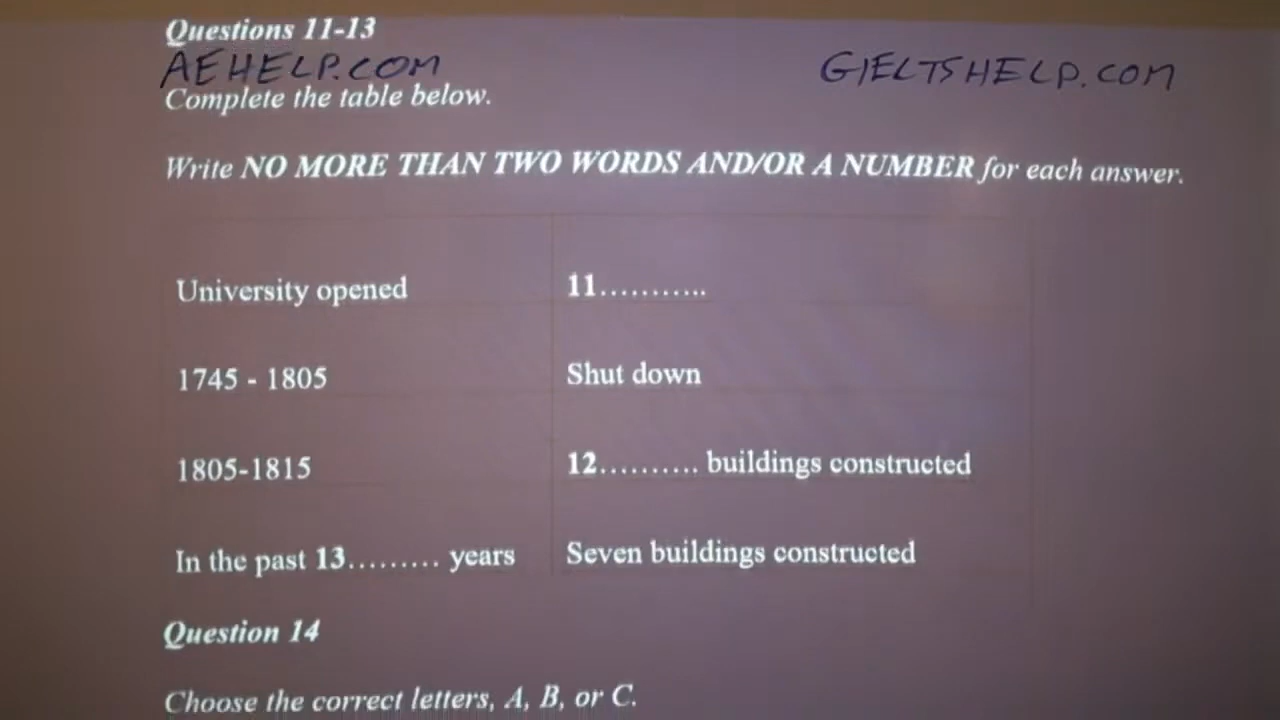 Questions 11-13
AEHELP.COM GIELTSHELP.COM
Complete the table below.
Write NO MORE THAN TWO WORDS AND/OR A NUMBER for each answer.
University opened 11...........
1745 - 1805 Shut down
1805-1815 12.......... buildings constructed
In the past 13......... years Seven buildings constructed
Question 14
Choose the correct letters, A, B, or C.